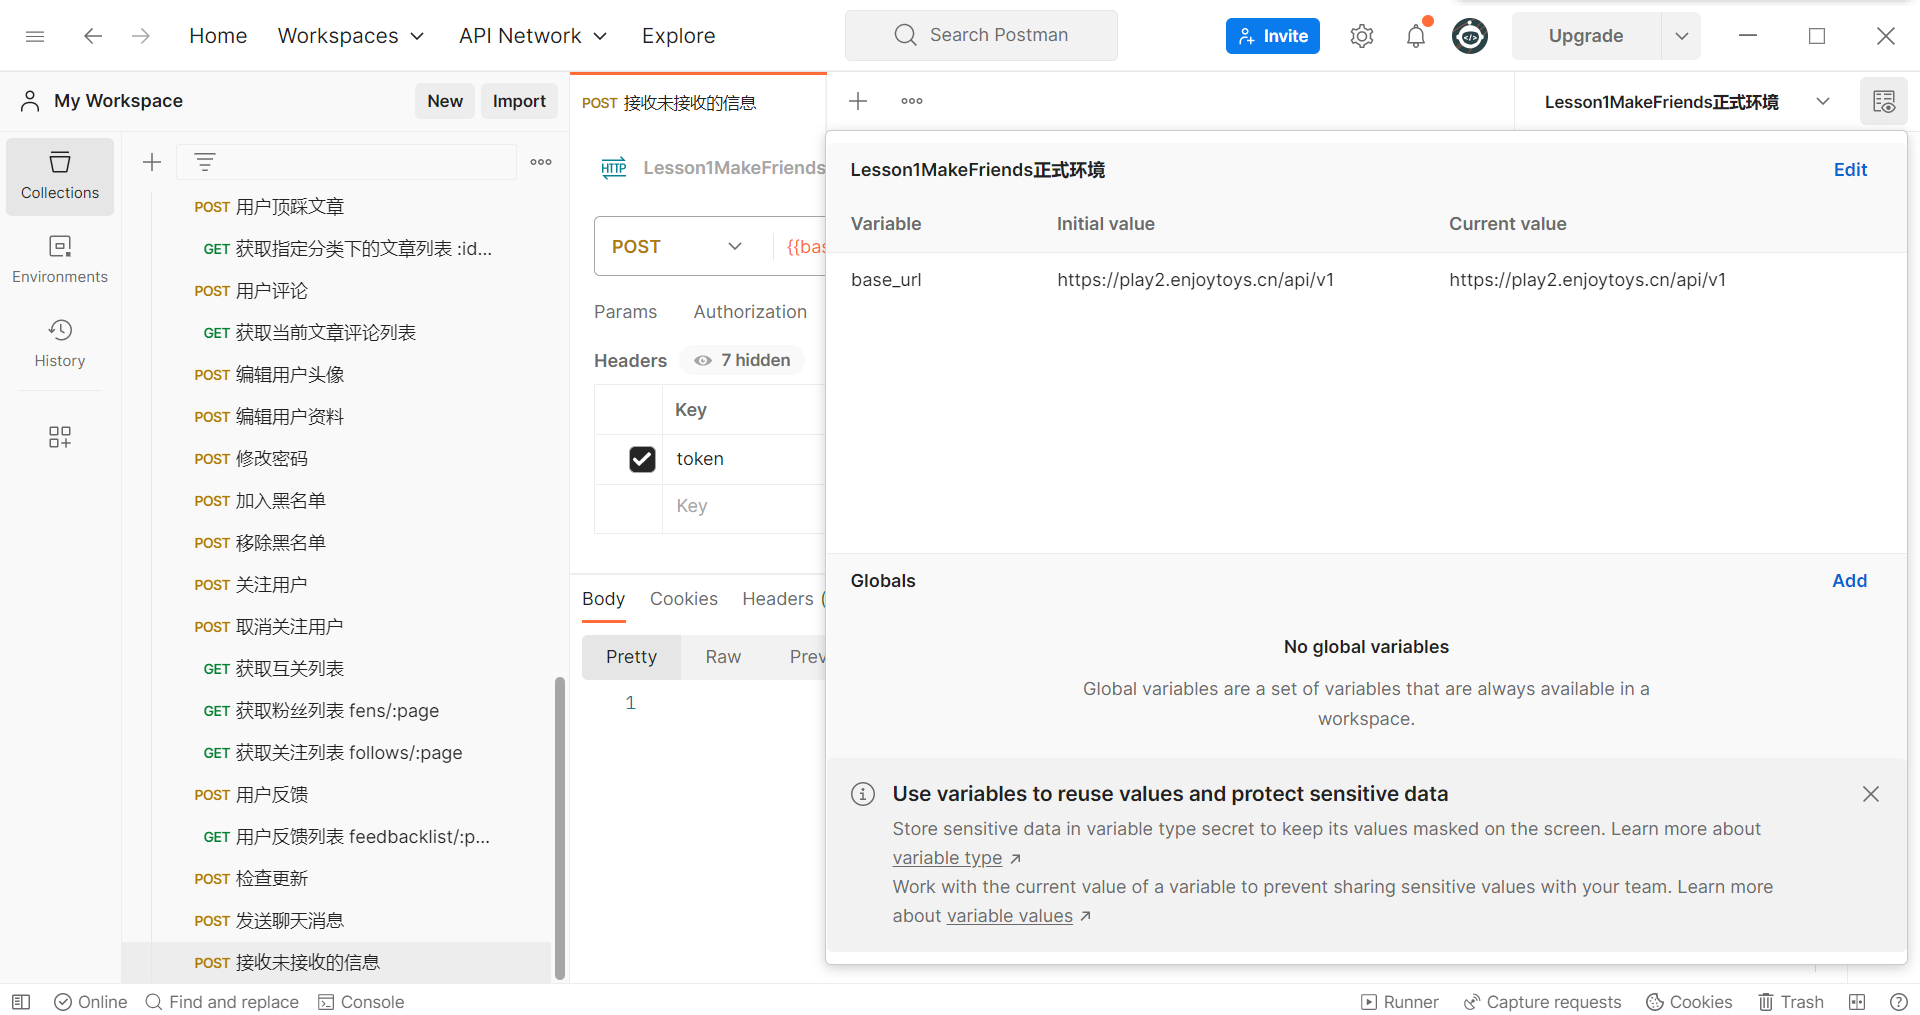 Home
Workspaces
API Network
Explore
Search Postman
Invite
Upgrade
My Workspace
New
Import
POST 接收未接收的信息
Lesson1MakeFriends正式环境
Collections
Environments
History
POST 用户顶踩文章
GET 获取指定分类下的文章列表 :id...
POST 用户评论
GET 获取当前文章评论列表
POST 编辑用户头像
POST 编辑用户资料
POST 修改密码
POST 加入黑名单
POST 移除黑名单
POST 关注用户
POST 取消关注用户
GET 获取互关列表
GET 获取粉丝列表 fens/:page
GET 获取关注列表 follows/:page
POST 用户反馈
GET 用户反馈列表 feedbacklist/:p...
POST 检查更新
POST 发送聊天消息
POST 接收未接收的信息
HTTP
Lesson1MakeFriends
POST
{{bas
Params
Authorization
Headers
7 hidden
Key
token
Key
Body
Cookies
Headers (
Pretty
Raw
Prev
1
Lesson1MakeFriends正式环境
Edit
Variable
Initial value
Current value
base_url
https://play2.enjoytoys.cn/api/v1
https://play2.enjoytoys.cn/api/v1
Globals
Add
No global variables
Global variables are a set of variables that are always available in a
workspace.
Use variables to reuse values and protect sensitive data
Store sensitive data in variable type secret to keep its values masked on the screen. Learn more about
variable type ↗
Work with the current value of a variable to prevent sharing sensitive values with your team. Learn more
about variable values ↗
Online
Find and replace
Console
Runner
Capture requests
Cookies
Trash